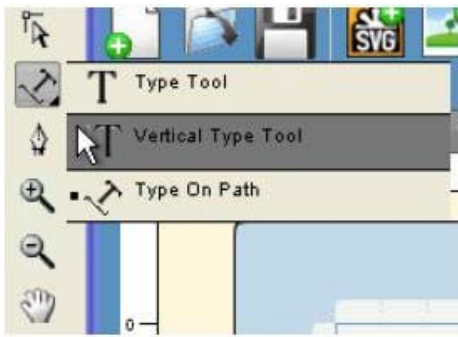 SVG
Type Tool
Vertical Type Tool
Type On Path
0